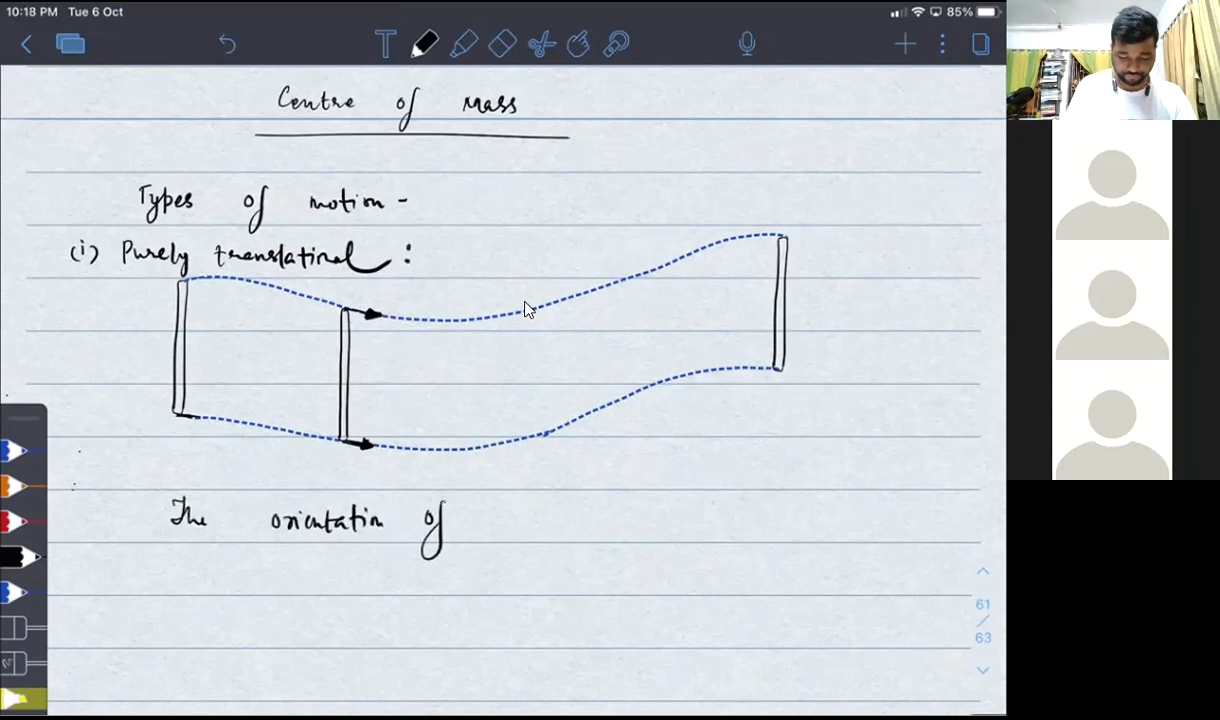 10:18 PM Tue 6 Oct 85%
Centre of mass
Types of motion -
(i) Purely translatinal :
The orientation of
61
/
63